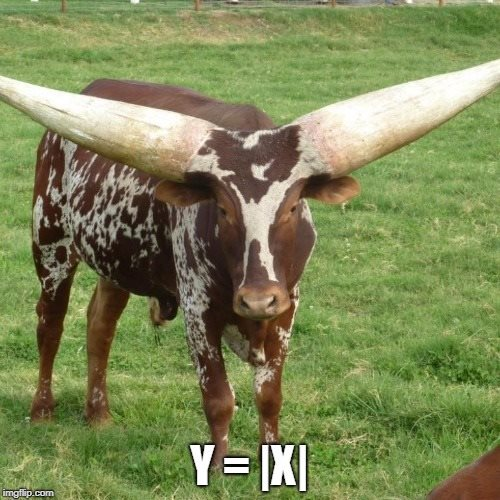 Y = |X|
imgflip.com